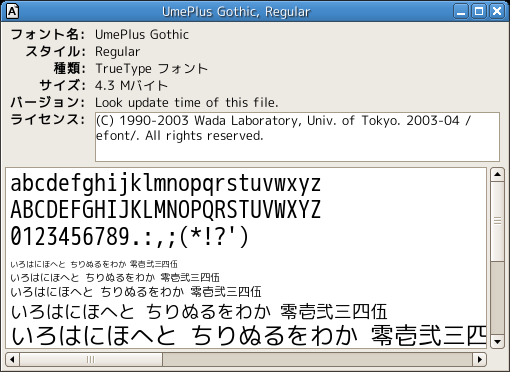 UmePlus Gothic, Regular
フォント名: UmePlus Gothic
スタイル: Regular
種類: TrueType フォント
サイズ: 4.3 Mバイト
バージョン: Look update time of this file.
ライセンス: (C) 1990-2003 Wada Laboratory, Univ. of Tokyo. 2003-04 /
efont/. All rights reserved.
abcdefghijklmnopqrstuvwxyz
ABCDEFGHIJKLMNOPQRSTUVWXYZ
0123456789.:,;(*!?')
いろはにほへと ちりぬるをわか 零壱弐三四伍
いろはにほへと ちりぬるをわか 零壱弐三四伍
いろはにほへと ちりぬるをわか 零壱弐三四伍
いろはにほへと ちりぬるをわか 零壱弐三四伍
いろはにほへと ちりぬるをわか 零壱弐三四